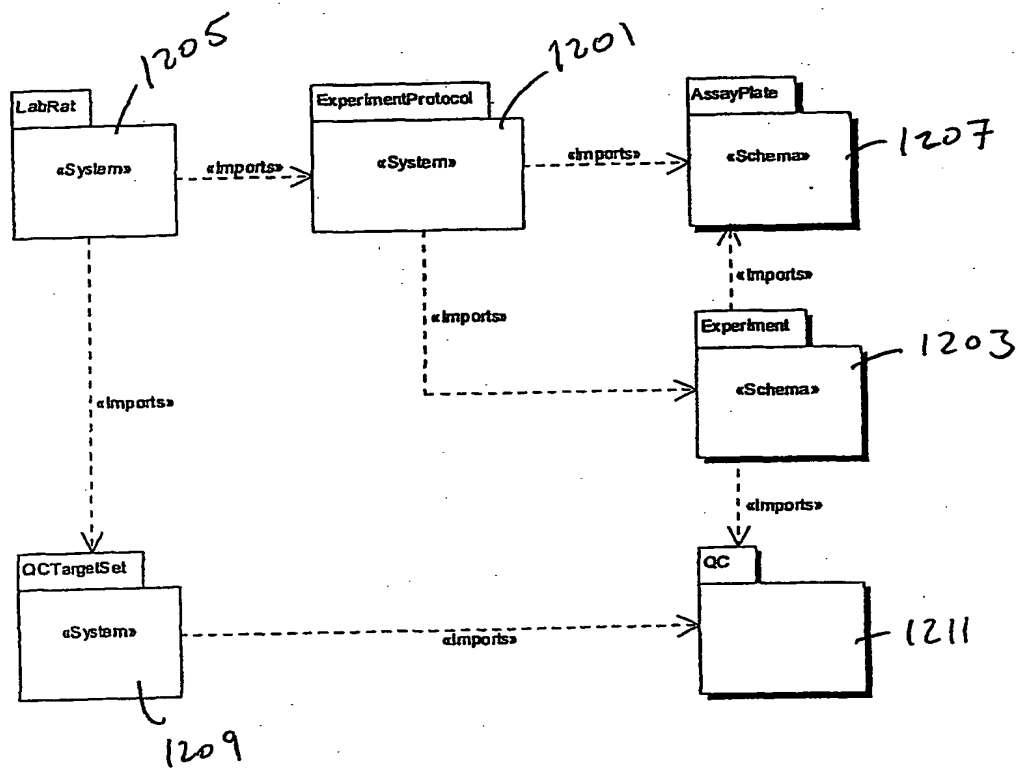 1205
1201
LabRat
ExperimentProtocol
AssayPlate
«System»
«Imports»
«System»
«Imports»
«Schema»
1207
«Imports»
«Imports»
Experiment
1203
«Schema»
«Imports»
«Imports»
QCTargetSet
QC
«System»
«Imports»
1211
1209